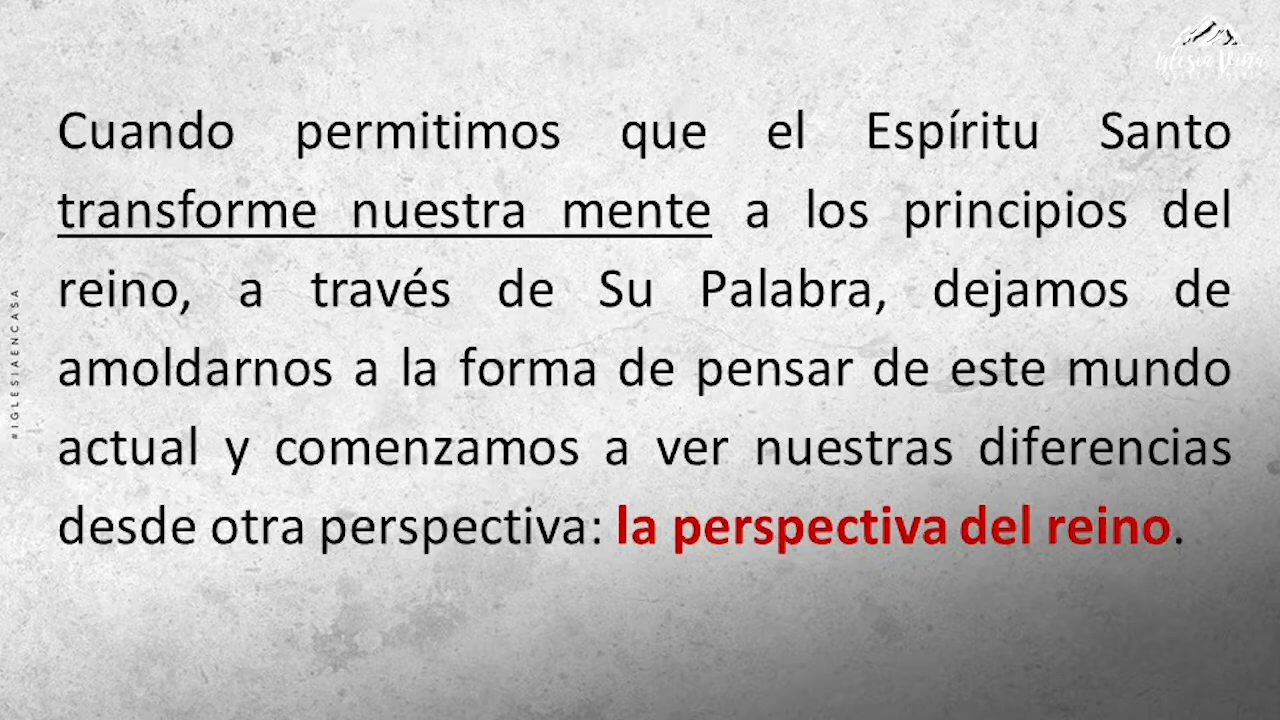 Cuando permitimos que el Espíritu Santo
transforme nuestra mente a los principios del
reino, a través de Su Palabra, dejamos de
amoldarnos a la forma de pensar de este mundo
actual y comenzamos a ver nuestras diferencias
desde otra perspectiva: la perspectiva del reino.
#IGLESIAENCASA
Iglesia